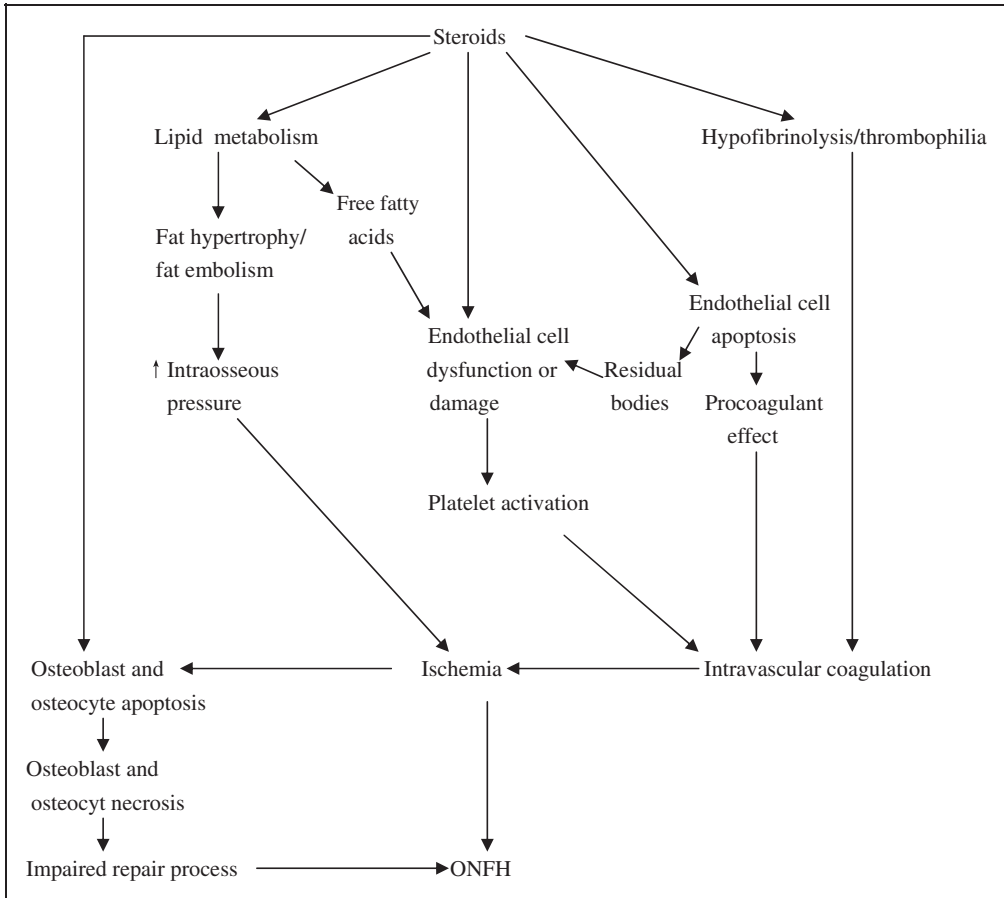 Steroids
Lipid metabolism
Hypofibrinolysis/thrombophilia
Free fatty
acids
Fat hypertrophy/
fat embolism
Endothelial cell
apoptosis
Endothelial cell
dysfunction or
damage
Residual
bodies
↑ Intraosseous
pressure
Procoagulant
effect
Platelet activation
Osteoblast and
osteocyte apoptosis
Ischemia
Intravascular coagulation
Osteoblast and
osteocyt necrosis
Impaired repair process
ONFH